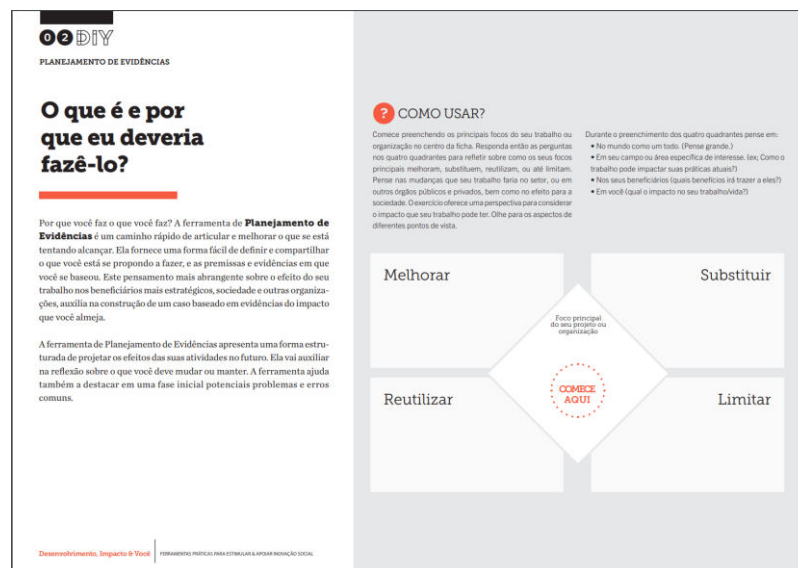 02 DIY
PLANEJAMENTO DE EVIDÊNCIAS
O que é e por
que eu deveria
fazê-lo?
Por que você faz o que você faz? A ferramenta de Planejamento de
Evidências é um caminho rápido de articular e melhorar o que se está
tentando alcançar. Ela fornece uma forma fácil de definir e compartilhar
o que você está se propondo a fazer, e as premissas e evidências em que
você se baseou. Este pensamento mais abrangente sobre o efeito do seu
trabalho nos beneficiários mais estratégicos, sociedade e outras organiza-
ções, auxilia na construção de um caso baseado em evidências do impacto
que você almeja.
A ferramenta de Planejamento de Evidências apresenta uma forma estru-
turada de projetar os efeitos das suas atividades no futuro. Ela vai auxiliar
na reflexão sobre o que você deve mudar ou manter. A ferramenta ajuda
também a destacar em uma fase inicial potenciais problemas e erros
comuns.
Desenvolvimento, Impacto & Você
FERRAMENTAS PRÁTICAS PARA ESTIMULAR & APOIAR INOVAÇÃO SOCIAL
? COMO USAR?
Comece preenchendo os principais focos do seu trabalho ou
organização no centro da ficha. Responda então as perguntas
nos quatro quadrantes para refletir sobre como os seus focos
principais melhoram, substituem, reutilizam, ou até limitam.
Pense nas mudanças que seu trabalho faria no setor, ou em
outros órgãos públicos e privados, bem como no efeito para a
sociedade. O exercício oferece uma perspectiva para considerar
o impacto que seu trabalho pode ter. Olhe para os aspectos de
diferentes pontos de vista.
Durante o preenchimento dos quatro quadrantes pense em:
• No mundo como um todo. (Pense grande.)
• Em seu campo ou área específica de interesse. (ex; Como o
trabalho pode impactar suas práticas atuais?)
• Nos seus beneficiários (quais benefícios irá trazer a eles?)
• Em você (qual o impacto no seu trabalho/vida?)
Melhorar
Substituir
Foco principal
do seu projeto ou
organização
COMECE
AQUI
Reutilizar
Limitar